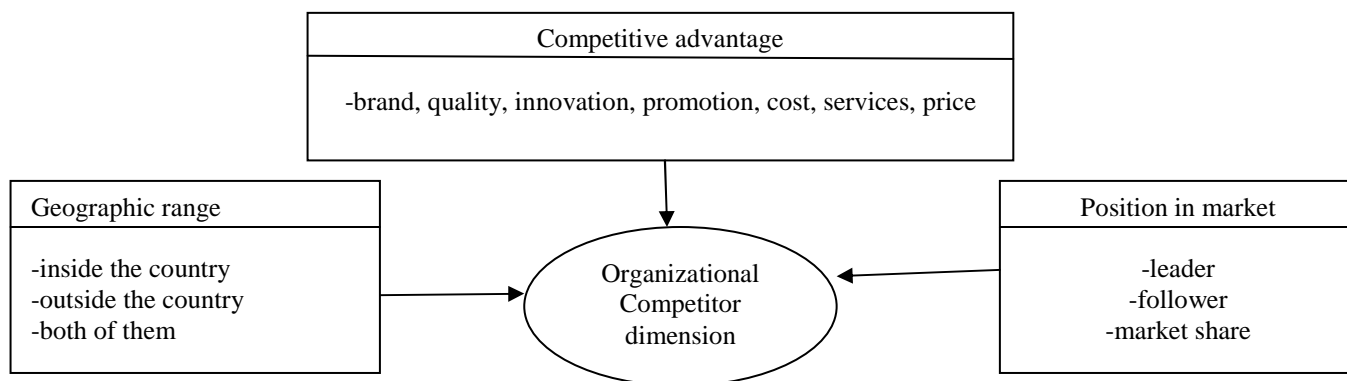 Competitive advantage
-brand, quality, innovation, promotion, cost, services, price
Geographic range
-inside the country
-outside the country
-both of them
Organizational
Competitor
dimension
Position in market
-leader
-follower
-market share